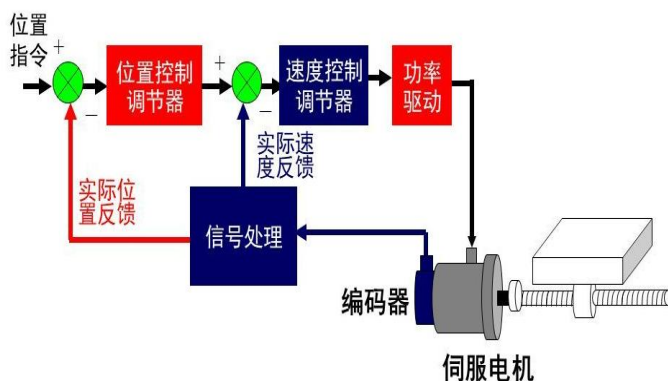 位置
指令
+
−
位置控制
调节器
+
−
速度控制
调节器
功率
驱动
实际速
度反馈
实际位
置反馈
信号处理
编码器
伺服电机